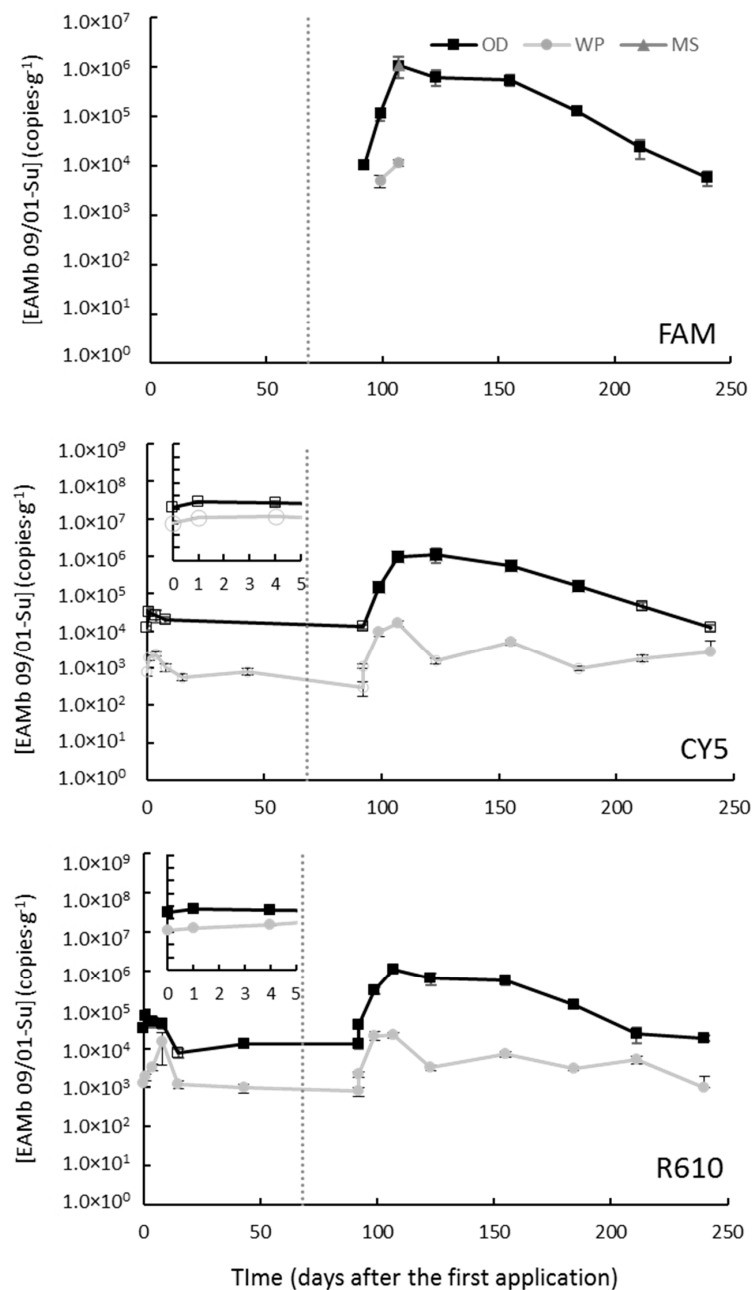 OD WP MS
[EAMb 09/01-Su] (copies·g⁻¹)
1.0×10⁷
1.0×10⁶
1.0×10⁵
1.0×10⁴
1.0×10³
1.0×10²
1.0×10¹
1.0×10⁰
FAM
0 50 100 150 200 250
[EAMb 09/01-Su] (copies·g⁻¹)
1.0×10⁹
1.0×10⁸
1.0×10⁷
1.0×10⁶
1.0×10⁵
1.0×10⁴
1.0×10³
1.0×10²
1.0×10¹
1.0×10⁰
0 1 2 3 4 5
CY5
0 50 100 150 200 250
[EAMb 09/01-Su] (copies·g⁻¹)
1.0×10⁹
1.0×10⁸
1.0×10⁷
1.0×10⁶
1.0×10⁵
1.0×10⁴
1.0×10³
1.0×10²
1.0×10¹
1.0×10⁰
0 1 2 3 4 5
R610
0 50 100 150 200 250
TIme (days after the first application)